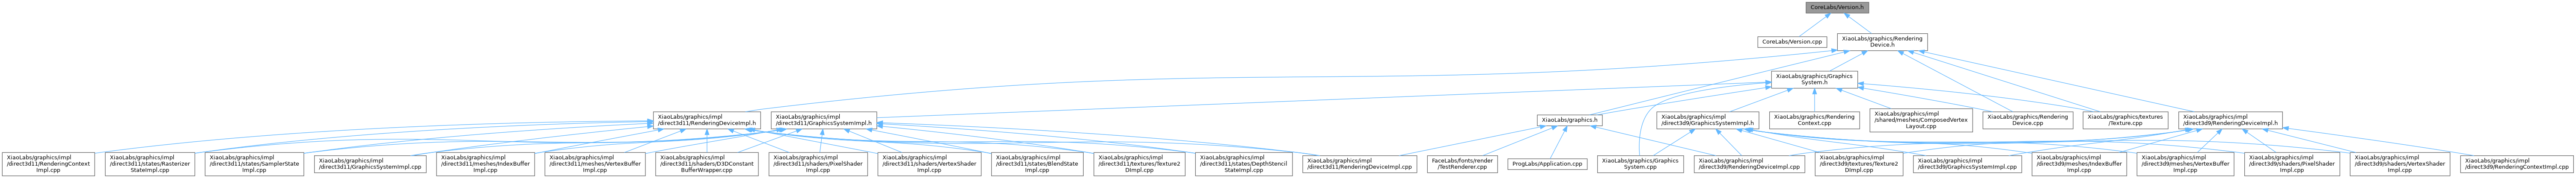 CoreLabs/Version.h
CoreLabs/Version.cpp
XiaoLabs/graphics/Rendering
Device.h
XiaoLabs/graphics/Graphics
System.h
XiaoLabs/graphics/impl
/direct3d11/RenderingDeviceImpl.h
XiaoLabs/graphics/impl
/direct3d11/GraphicsSystemImpl.h
XiaoLabs/graphics.h
XiaoLabs/graphics/impl
/direct3d9/GraphicsSystemImpl.h
XiaoLabs/graphics/Rendering
Context.cpp
XiaoLabs/graphics/impl
/shared/meshes/ComposedVertex
Layout.cpp
XiaoLabs/graphics/Rendering
Device.cpp
XiaoLabs/graphics/textures
/Texture.cpp
XiaoLabs/graphics/impl
/direct3d9/RenderingDeviceImpl.h
XiaoLabs/graphics/impl
/direct3d11/RenderingContext
Impl.cpp
XiaoLabs/graphics/impl
/direct3d11/states/Rasterizer
StateImpl.cpp
XiaoLabs/graphics/impl
/direct3d11/states/SamplerState
Impl.cpp
XiaoLabs/graphics/impl
/direct3d11/GraphicsSystemImpl.cpp
XiaoLabs/graphics/impl
/direct3d11/meshes/IndexBuffer
Impl.cpp
XiaoLabs/graphics/impl
/direct3d11/meshes/VertexBuffer
Impl.cpp
XiaoLabs/graphics/impl
/direct3d11/shaders/D3DConstant
BufferWrapper.cpp
XiaoLabs/graphics/impl
/direct3d11/shaders/PixelShader
Impl.cpp
XiaoLabs/graphics/impl
/direct3d11/shaders/VertexShader
Impl.cpp
XiaoLabs/graphics/impl
/direct3d11/states/BlendState
Impl.cpp
XiaoLabs/graphics/impl
/direct3d11/textures/Texture2
DImpl.cpp
XiaoLabs/graphics/impl
/direct3d11/states/DepthStencil
StateImpl.cpp
XiaoLabs/graphics/impl
/direct3d11/RenderingDeviceImpl.cpp
FaceLabs/fonts/render
/TestRenderer.cpp
ProgLabs/Application.cpp
XiaoLabs/graphics/Graphics
System.cpp
XiaoLabs/graphics/impl
/direct3d9/RenderingDeviceImpl.cpp
XiaoLabs/graphics/impl
/direct3d9/textures/Texture2
DImpl.cpp
XiaoLabs/graphics/impl
/direct3d9/GraphicsSystemImpl.cpp
XiaoLabs/graphics/impl
/direct3d9/meshes/IndexBuffer
Impl.cpp
XiaoLabs/graphics/impl
/direct3d9/meshes/VertexBuffer
Impl.cpp
XiaoLabs/graphics/impl
/direct3d9/shaders/PixelShader
Impl.cpp
XiaoLabs/graphics/impl
/direct3d9/shaders/VertexShader
Impl.cpp
XiaoLabs/graphics/impl
/direct3d9/RenderingContextImpl.cpp